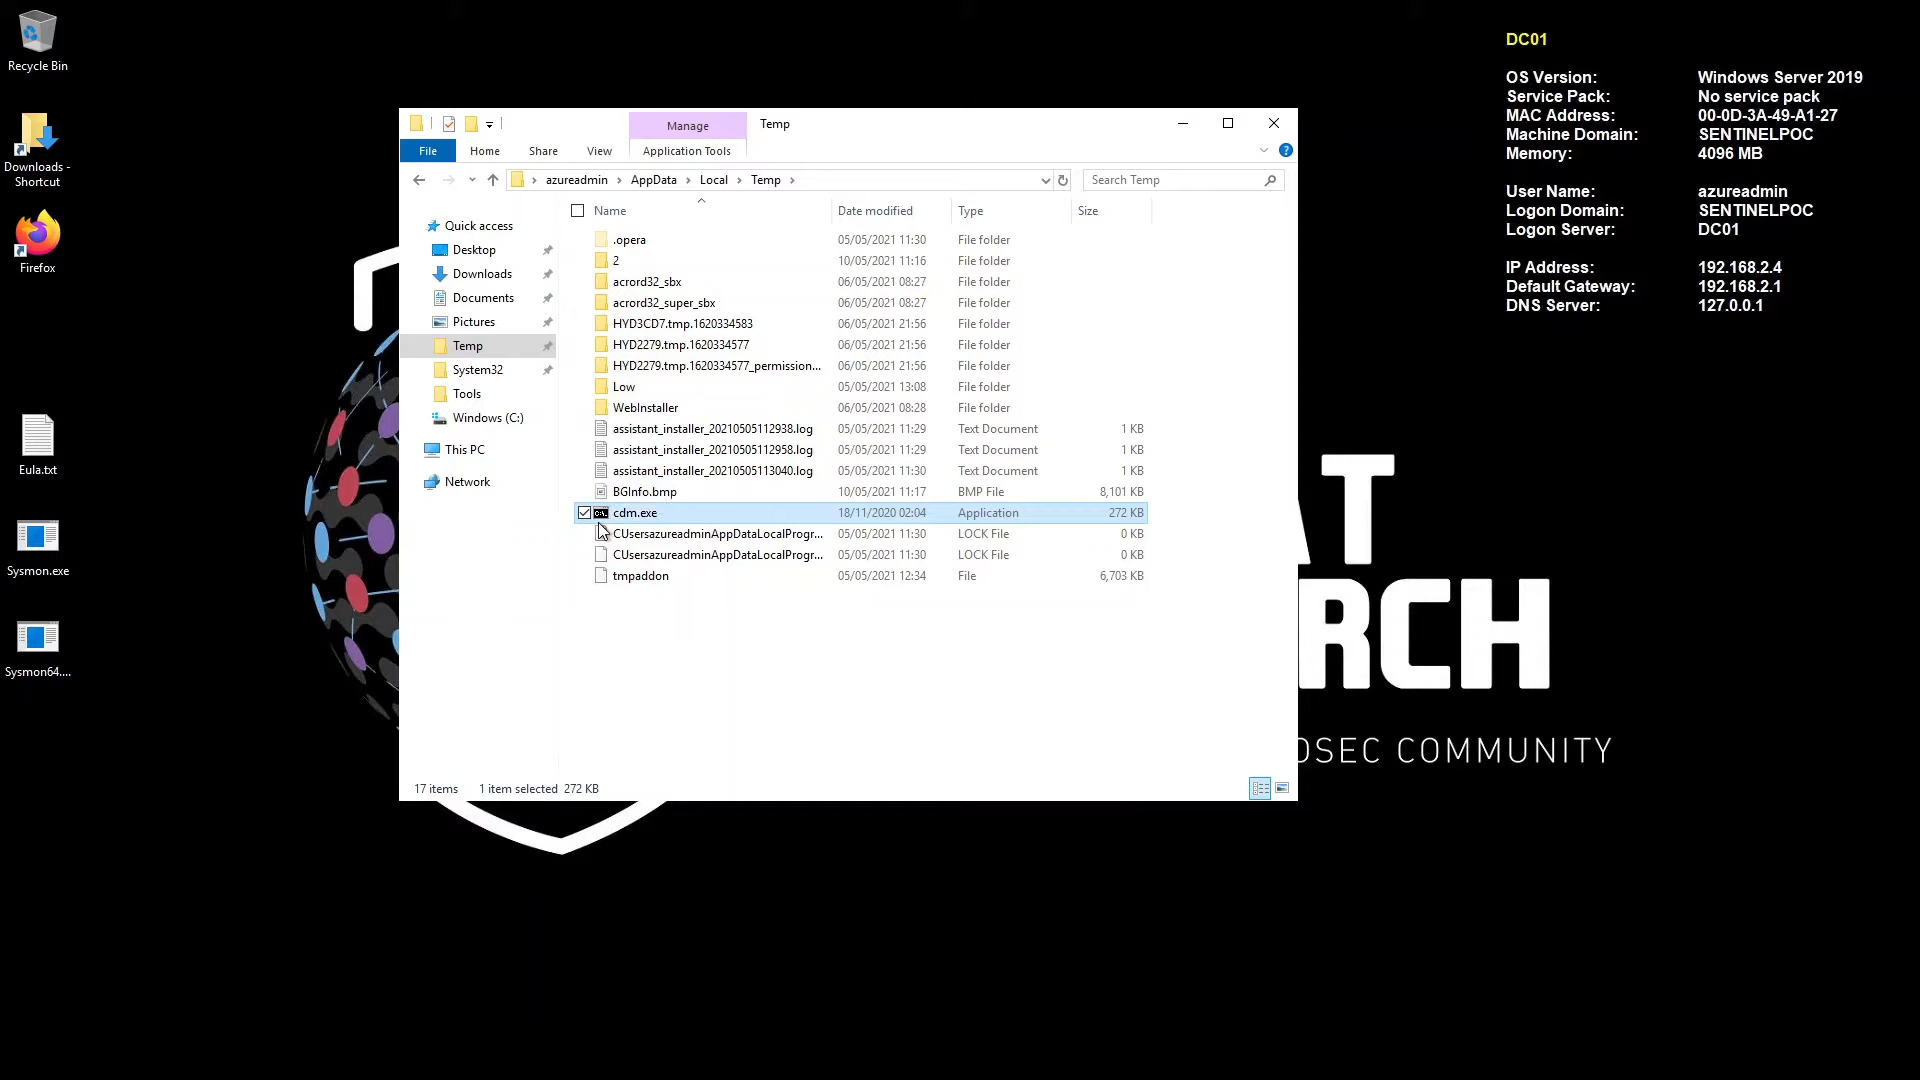 Recycle Bin
Downloads -
Shortcut
Firefox
Eula.txt
Sysmon.exe
Sysmon64....
Manage
Temp
File
Home
Share
View
Application Tools
azureadmin
AppData
Local
Temp
Search Temp
Quick access
Desktop
Downloads
Documents
Pictures
Temp
System32
Tools
Windows (C:)
This PC
Network
Name Date modified Type Size
.opera 05/05/2021 11:30 File folder
2 10/05/2021 11:16 File folder
acrord32_sbx 06/05/2021 08:27 File folder
acrord32_super_sbx 06/05/2021 08:27 File folder
HYD3CD7.tmp.1620334583 06/05/2021 21:56 File folder
HYD2279.tmp.1620334577 06/05/2021 21:56 File folder
HYD2279.tmp.1620334577_permission... 06/05/2021 21:56 File folder
Low 05/05/2021 13:08 File folder
WebInstaller 06/05/2021 08:28 File folder
assistant_installer_20210505112938.log 05/05/2021 11:29 Text Document 1 KB
assistant_installer_20210505112958.log 05/05/2021 11:29 Text Document 1 KB
assistant_installer_20210505113040.log 05/05/2021 11:30 Text Document 1 KB
BGInfo.bmp 10/05/2021 11:17 BMP File 8,101 KB
cdm.exe 18/11/2020 02:04 Application 272 KB
CUsersazureadminAppDataLocalProgr... 05/05/2021 11:30 LOCK File 0 KB
CUsersazureadminAppDataLocalProgr... 05/05/2021 11:30 LOCK File 0 KB
tmpaddon 05/05/2021 12:34 File 6,703 KB
17 items 1 item selected 272 KB
DC01
OS Version: Windows Server 2019
Service Pack: No service pack
MAC Address: 00-0D-3A-49-A1-27
Machine Domain: SENTINELPOC
Memory: 4096 MB
User Name: azureadmin
Logon Domain: SENTINELPOC
Logon Server: DC01
IP Address: 192.168.2.4
Default Gateway: 192.168.2.1
DNS Server: 127.0.0.1
AT
RCH
OSEC COMMUNITY